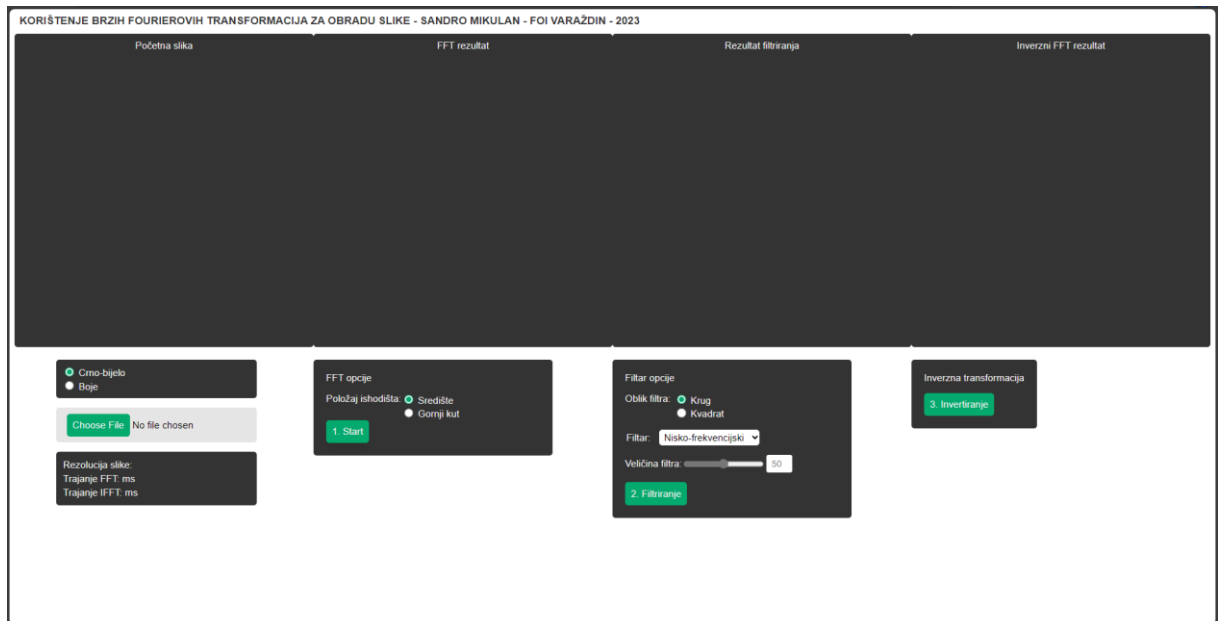 KORIŠTENJE BRZIH FOURIEROVIH TRANSFORMACIJA ZA OBRADU SLIKE - SANDRO MIKULAN - FOI VARAŽDIN - 2023
Početna slika
FFT rezultat
Rezultat filtriranja
Inverzni FFT rezultat
Crno-bijelo
Boje
Choose File No file chosen
Rezolucija slike:
Trajanje FFT: ms
Trajanje IFFT: ms
FFT opcije
Položaj ishodišta: Središte
Gornji kut
1. Start
Filtar opcije
Oblik filtra: Krug
Kvadrat
Filtar: Nisko-frekvencijski
Veličina filtra: 50
2. Filtriranje
Inverzna transformacija
3. Invertiranje